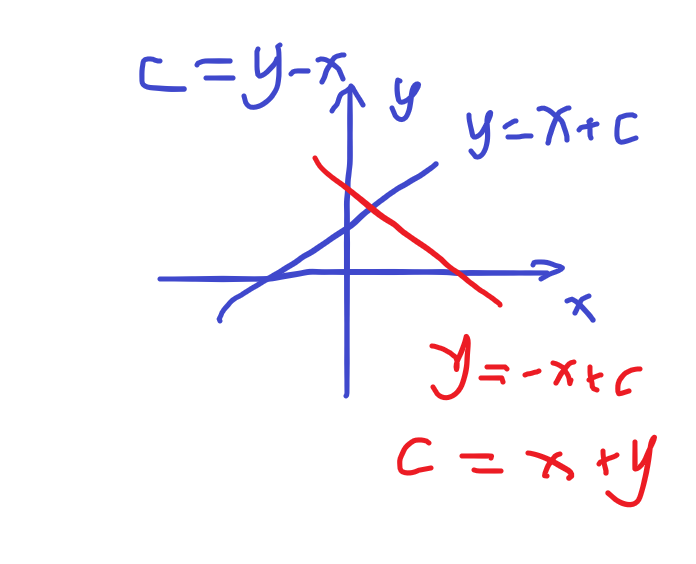 c = y - x
y
y = x + c
x
y = - x + c
c = x + y